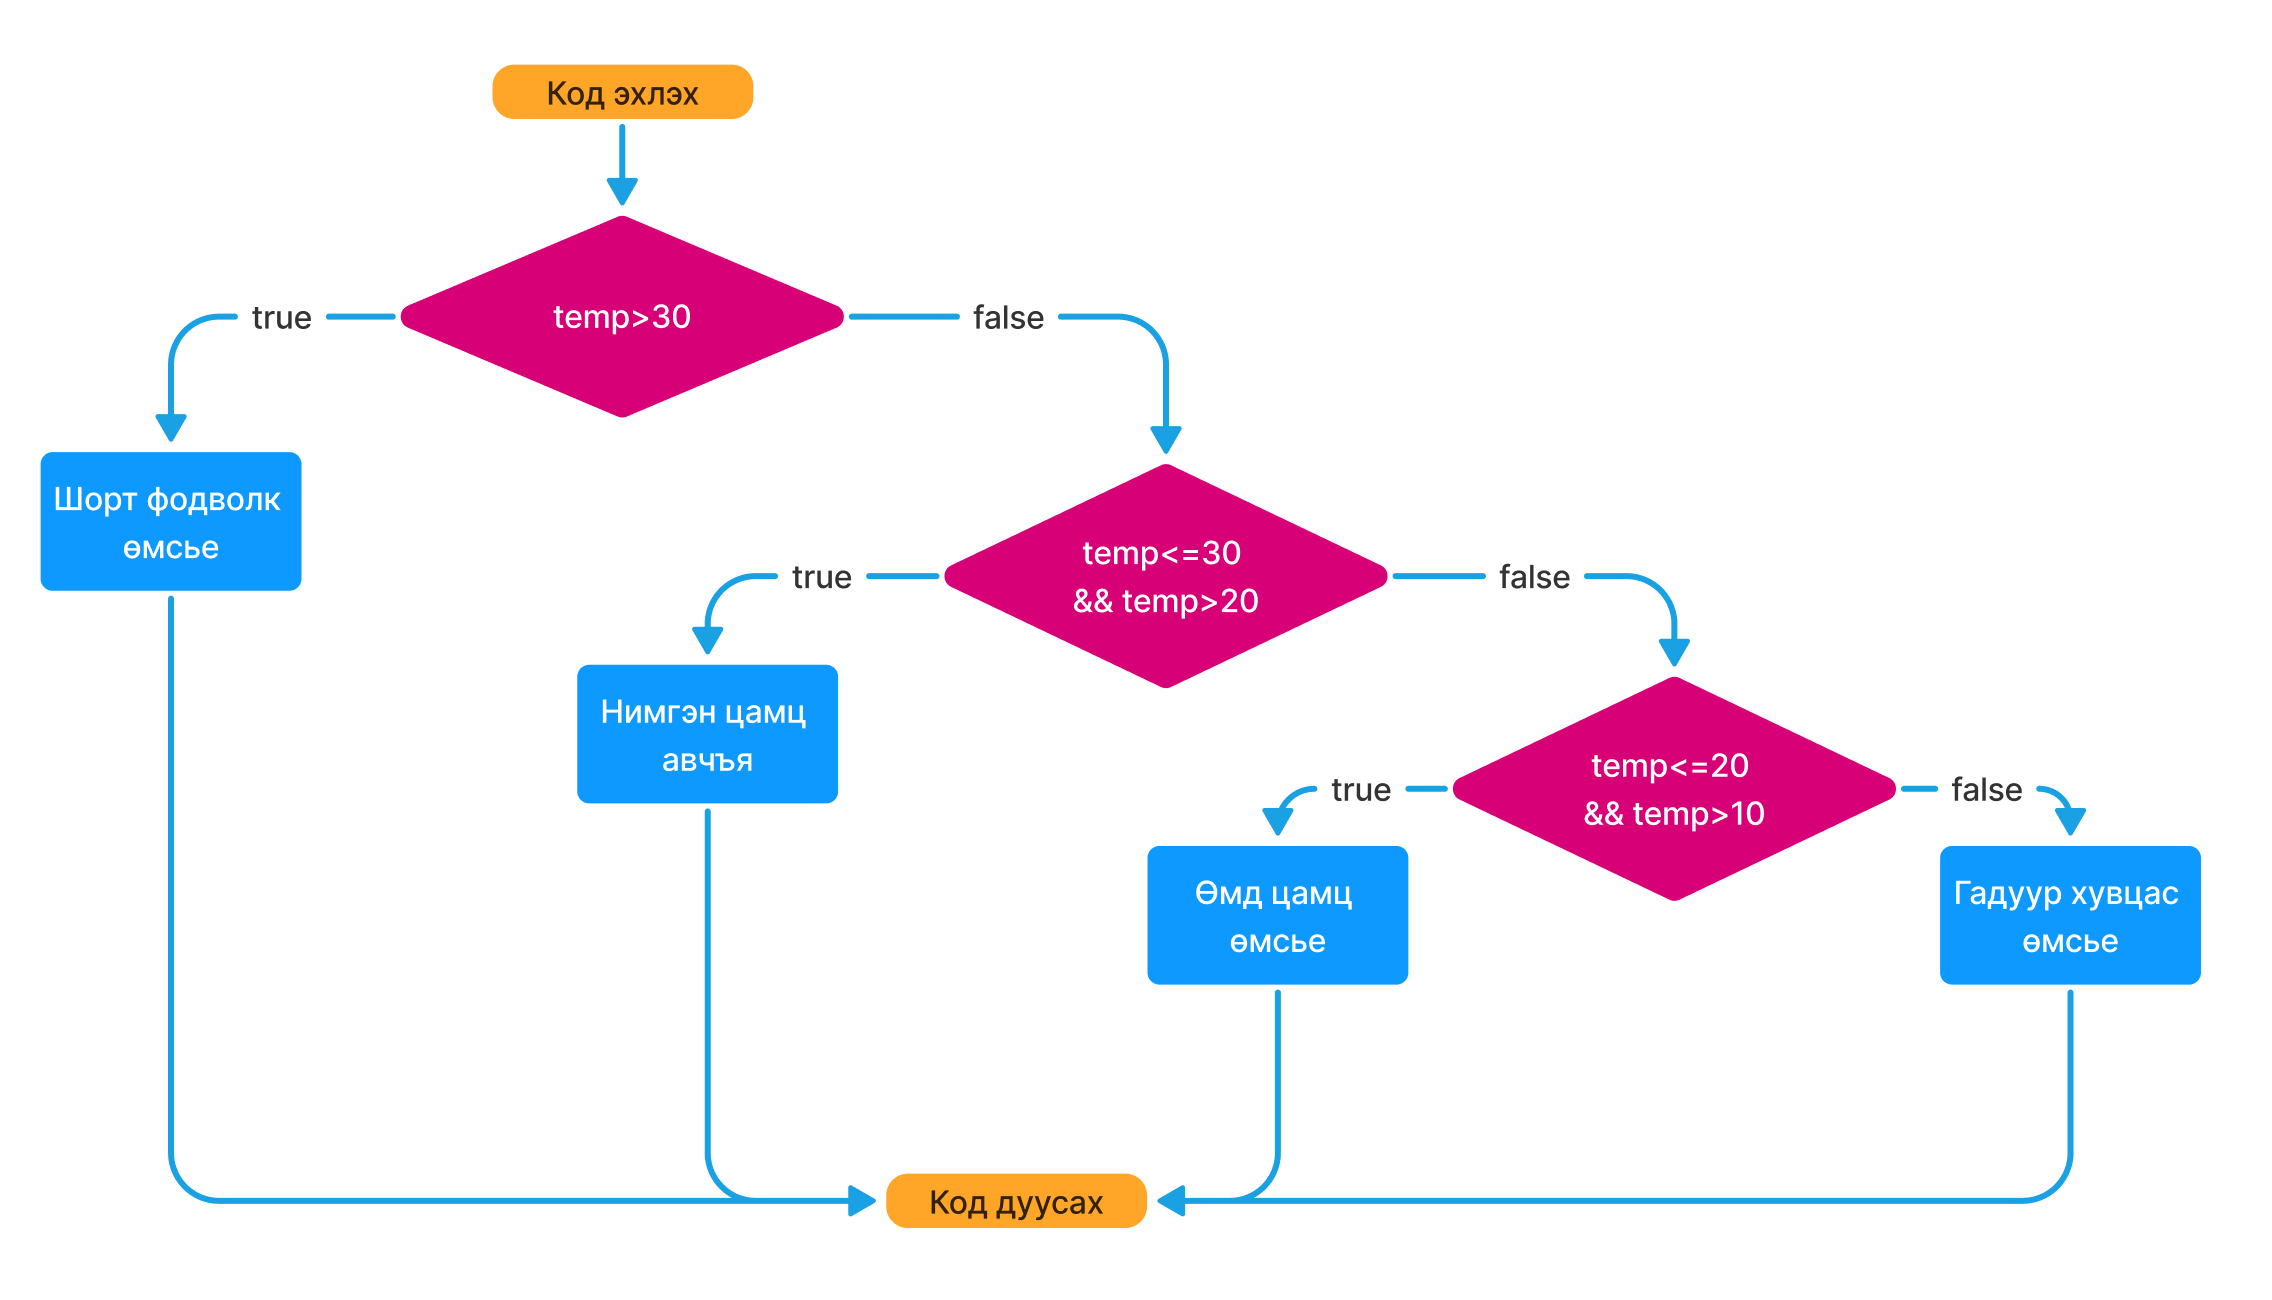 Код эхлэх
temp>30
true
false
Шорт фодволк
өмсье
temp<=30
&& temp>20
true
false
Нимгэн цамц
авчъя
temp<=20
&& temp>10
true
false
Өмд цамц
өмсье
Гадуур хувцас
өмсье
Код дуусах